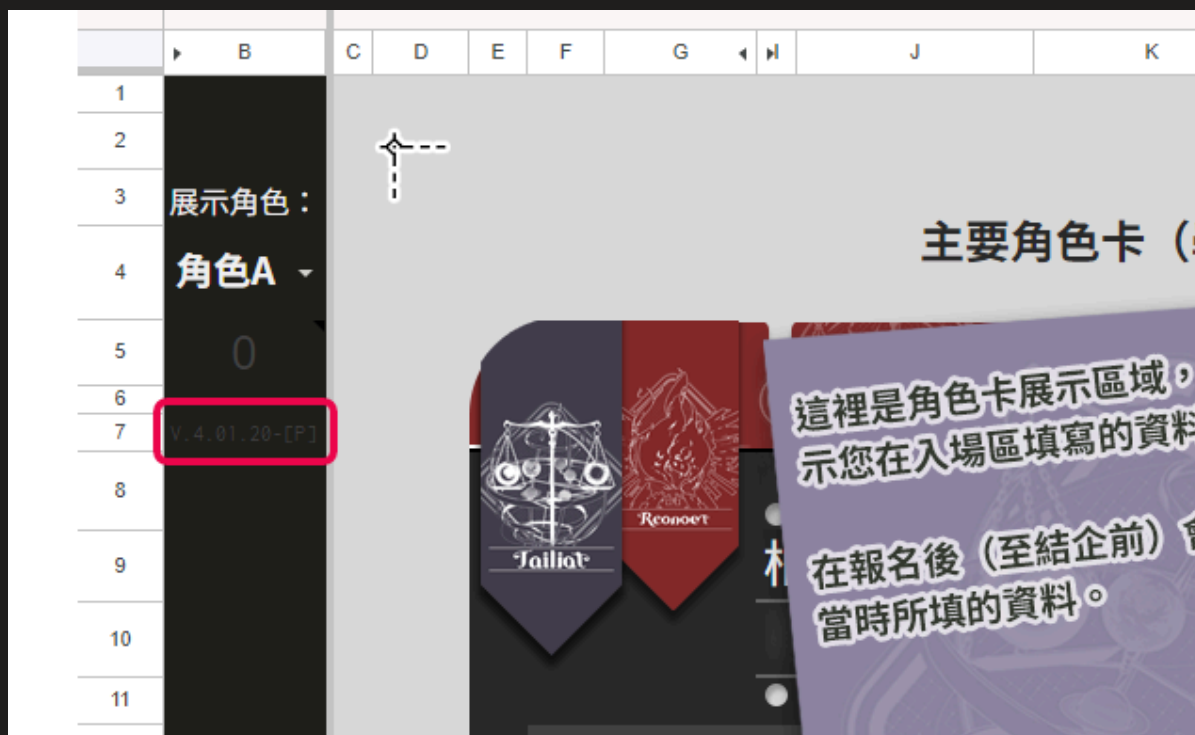 B C D E F G J K
1
2
3
展示角色：
主要角色卡（
4
角色A
5
0
6
7
V.4.01.20-[P]
8
9
10
11
Tailiat
Reonoet
這裡是角色卡展示區域，
示您在入場區填寫的資料
在報名後（至結企前）會
當時所填的資料。